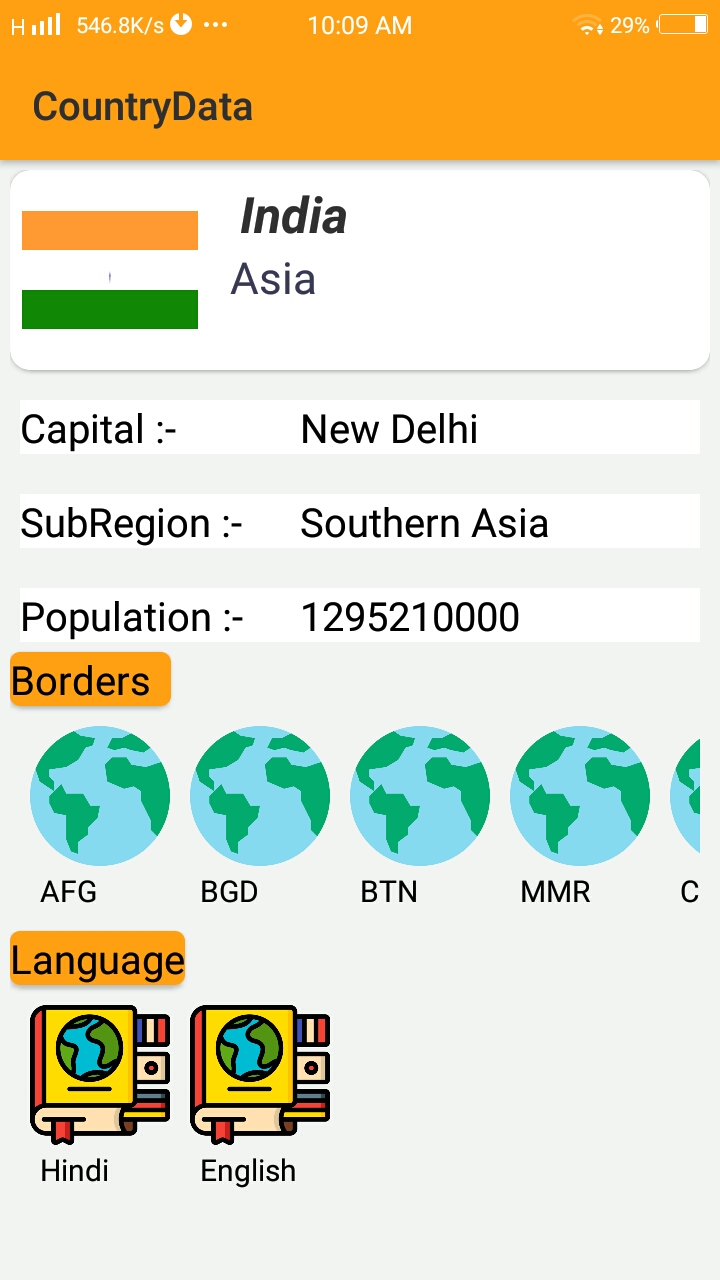 H 546.8K/s ... 10:09 AM 29%
CountryData
India
Asia
Capital :- New Delhi
SubRegion :- Southern Asia
Population :- 1295210000
Borders
AFG BGD BTN MMR C
Language
Hindi English